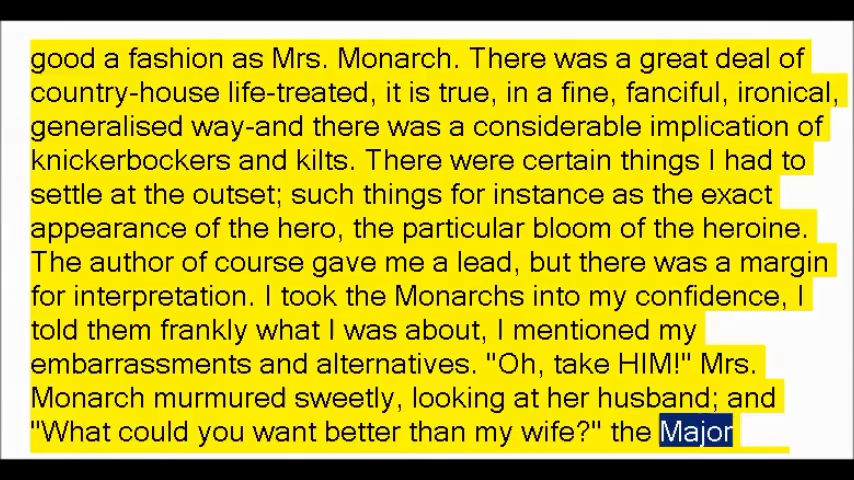 good a fashion as Mrs. Monarch. There was a great deal of
country-house life-treated, it is true, in a fine, fanciful, ironical,
generalised way-and there was a considerable implication of
knickerbockers and kilts. There were certain things I had to
settle at the outset; such things for instance as the exact
appearance of the hero, the particular bloom of the heroine.
The author of course gave me a lead, but there was a margin
for interpretation. I took the Monarchs into my confidence, I
told them frankly what I was about, I mentioned my
embarrassments and alternatives. "Oh, take HIM!" Mrs.
Monarch murmured sweetly, looking at her husband; and
"What could you want better than my wife?" the Major